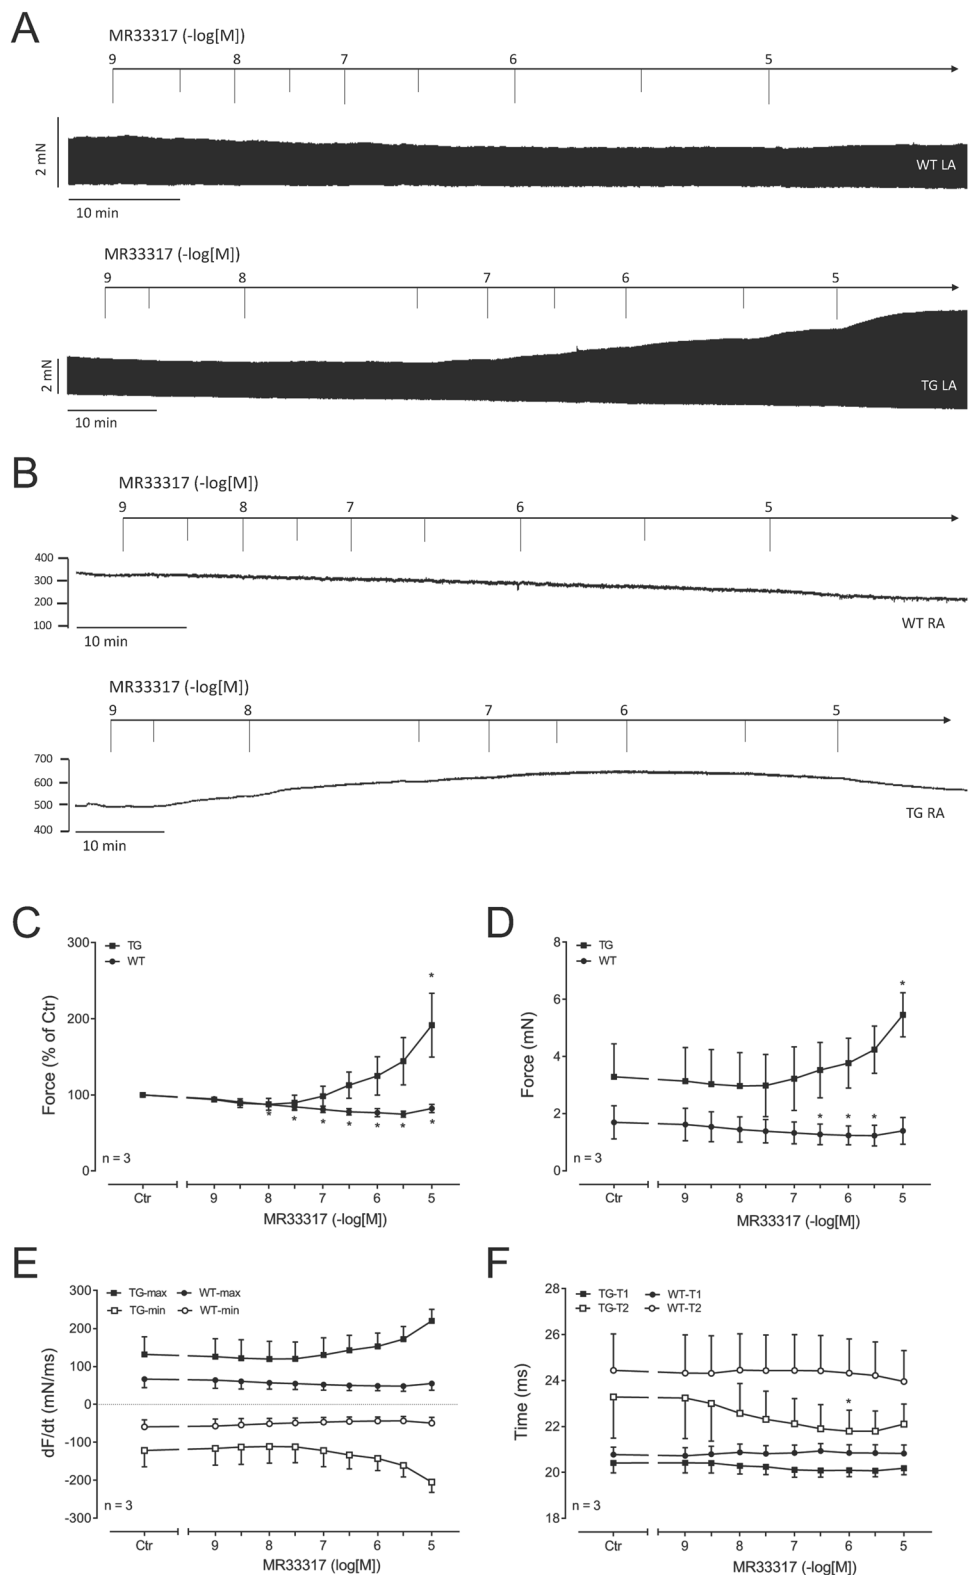 A
MR33317 (-log[M])
9 8 7 6 5
2 mN
WT LA
10 min
MR33317 (-log[M])
9 8 7 6 5
2 mN
TG LA
10 min
B
MR33317 (-log[M])
9 8 7 6 5
400
300
200
100
WT RA
10 min
MR33317 (-log[M])
9 8 7 6 5
700
600
500
400
TG RA
10 min
C
300
200
100
0
Force (% of Ctr)
TG
WT
*
* * * * * * *
n = 3
Ctr 9 8 7 6 5
MR33317 (-log[M])
D
8
6
4
2
0
Force (mN)
TG
WT
*
* * *
n = 3
Ctr 9 8 7 6 5
MR33317 (-log[M])
E
300
200
100
0
-100
-200
-300
dF/dt (mN/ms)
TG-max WT-max
TG-min WT-min
n = 3
Ctr 9 8 7 6 5
MR33317 (log[M])
F
28
26
24
22
20
18
Time (ms)
TG-T1 WT-T1
TG-T2 WT-T2
*
n = 3
Ctr 9 8 7 6 5
MR33317 (-log[M])